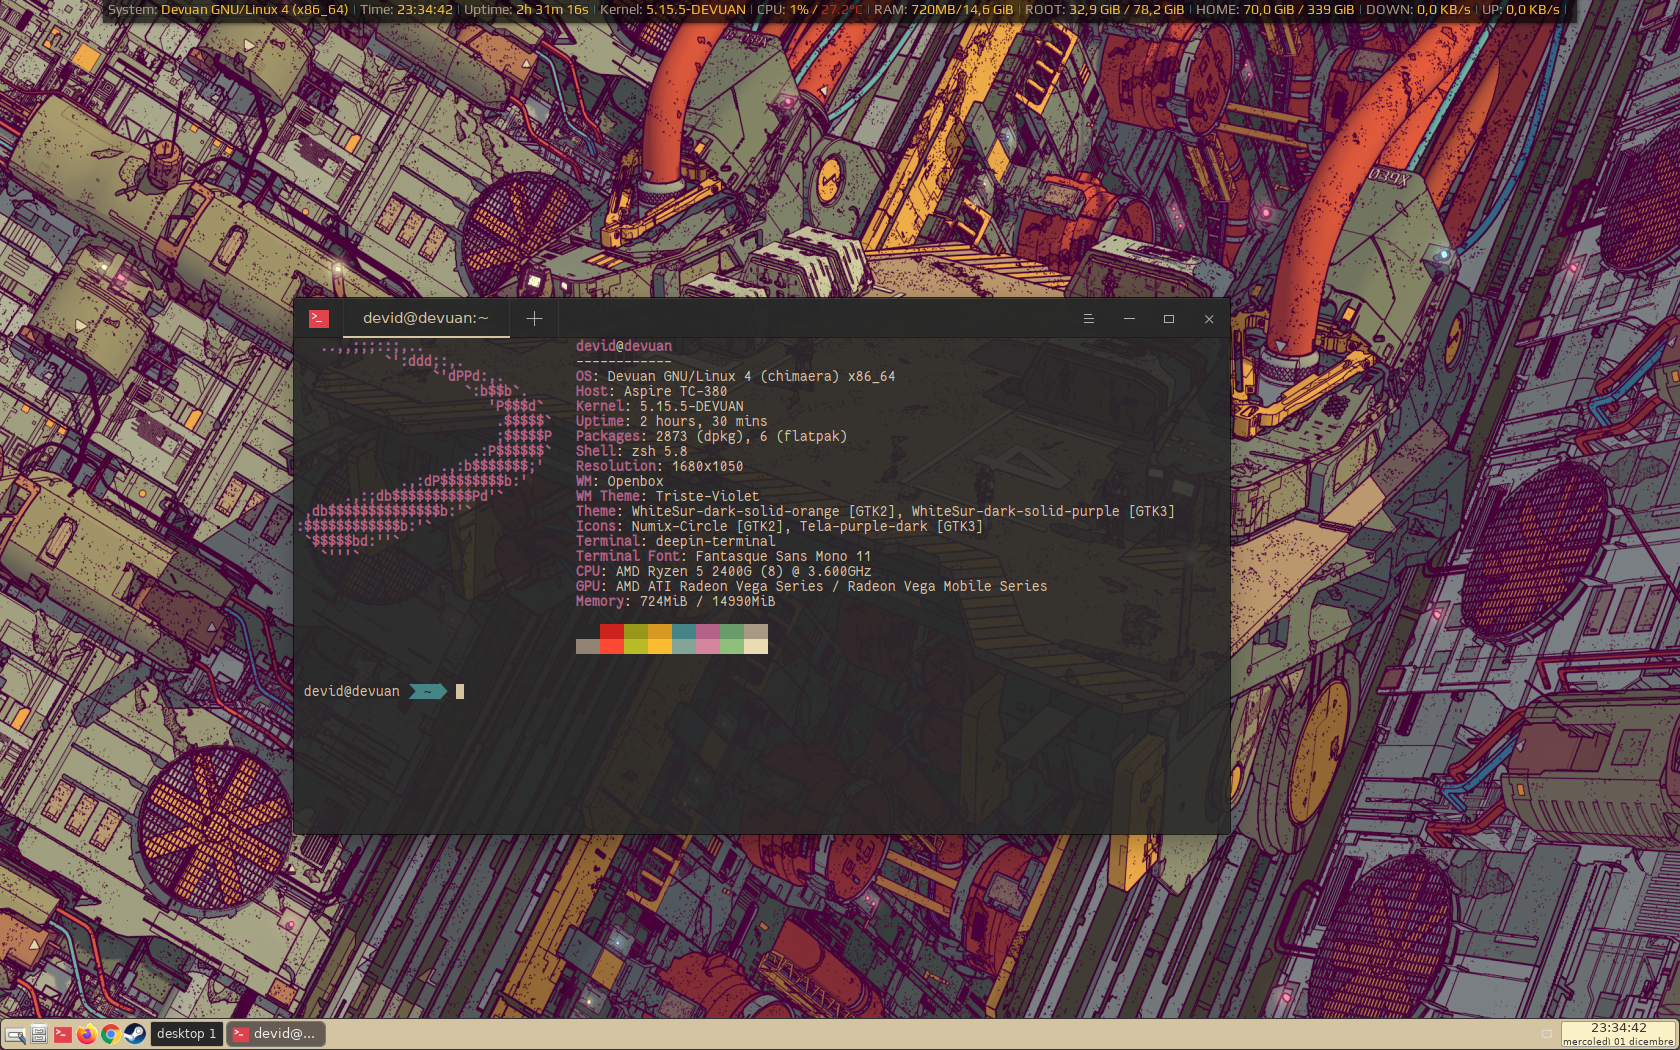 System: Devuan GNU/Linux 4 (x86_64) | Time: 23:34:42 | Uptime: 2h 31m 16s | Kernel: 5.15.5-DEVUAN | CPU: 1% / 27.2°C | RAM: 720MB/14,6 GiB | ROOT: 32,9 GiB / 78,2 GiB | HOME: 70,0 GiB / 339 GiB | DOWN: 0,0 KB/s | UP: 0,0 KB/s |
039X
devid@devuan:~
devid@devuan
------------
OS: Devuan GNU/Linux 4 (chimaera) x86_64
Host: Aspire TC-380
Kernel: 5.15.5-DEVUAN
Uptime: 2 hours, 30 mins
Packages: 2873 (dpkg), 6 (flatpak)
Shell: zsh 5.8
Resolution: 1680x1050
WM: Openbox
WM Theme: Triste-Violet
Theme: WhiteSur-dark-solid-orange [GTK2], WhiteSur-dark-solid-purple [GTK3]
Icons: Numix-Circle [GTK2], Tela-purple-dark [GTK3]
Terminal: deepin-terminal
Terminal Font: Fantasque Sans Mono 11
CPU: AMD Ryzen 5 2400G (8) @ 3.600GHz
GPU: AMD ATI Radeon Vega Series / Radeon Vega Mobile Series
Memory: 724MiB / 14990MiB
devid@devuan ~
desktop 1
devid@...
23:34:42
mercoledì 01 dicembre